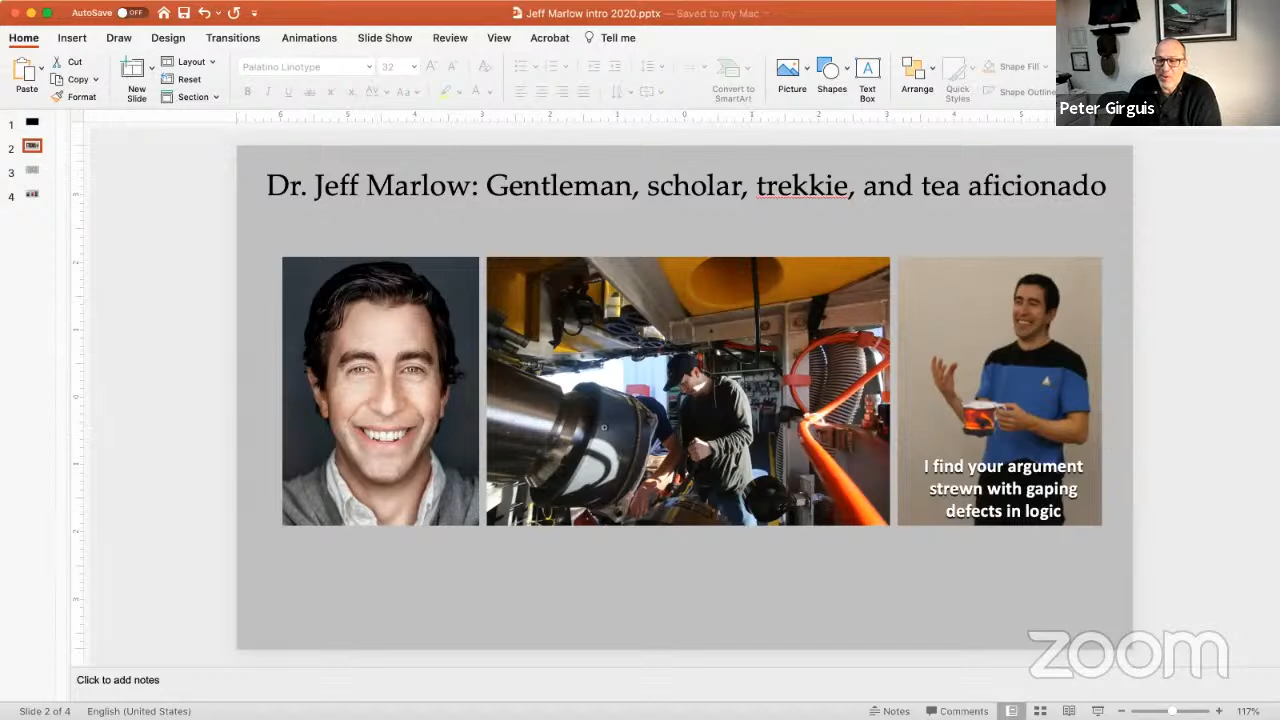 AutoSave OFF
Jeff Marlow intro 2020.pptx — Saved to my Mac
Home Insert Draw Design Transitions Animations Slide Show Review View Acrobat Tell me
Paste
Cut
Copy
Format
New Slide
Layout
Reset
Section
Palatino Linotype
Convert to SmartArt
Picture
Shapes
Text Box
Arrange
Quick Styles
Shape Fill
Shape Outline
Peter Girguis
1
2
3
4
Dr. Jeff Marlow: Gentleman, scholar, trekkie, and tea aficionado
I find your argument
strewn with gaping
defects in logic
zoom
Click to add notes
Slide 2 of 4 English (United States) Notes Comments 117%